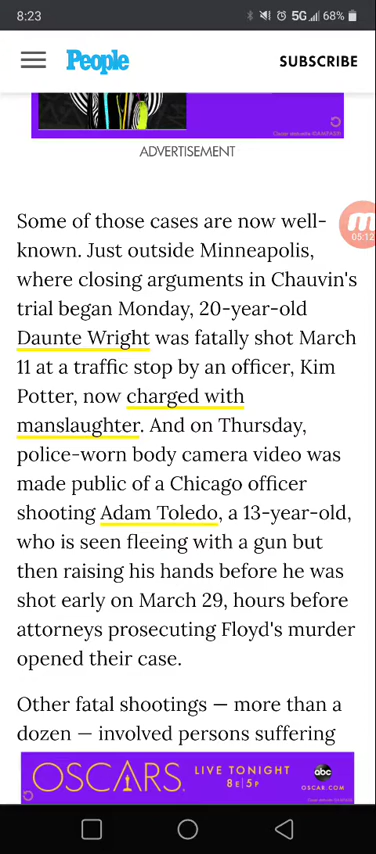 8:23
5G 68%
People
SUBSCRIBE
ADVERTISEMENT
Some of those cases are now well-
known. Just outside Minneapolis,
05:12
where closing arguments in Chauvin's
trial began Monday, 20-year-old
Daunte Wright was fatally shot March
11 at a traffic stop by an officer, Kim
Potter, now charged with
manslaughter. And on Thursday,
police-worn body camera video was
made public of a Chicago officer
shooting Adam Toledo, a 13-year-old,
who is seen fleeing with a gun but
then raising his hands before he was
shot early on March 29, hours before
attorneys prosecuting Floyd's murder
opened their case.
Other fatal shootings — more than a
dozen — involved persons suffering
OSCARS. LIVE TONIGHT abc
8E|5P OSCAR.COM